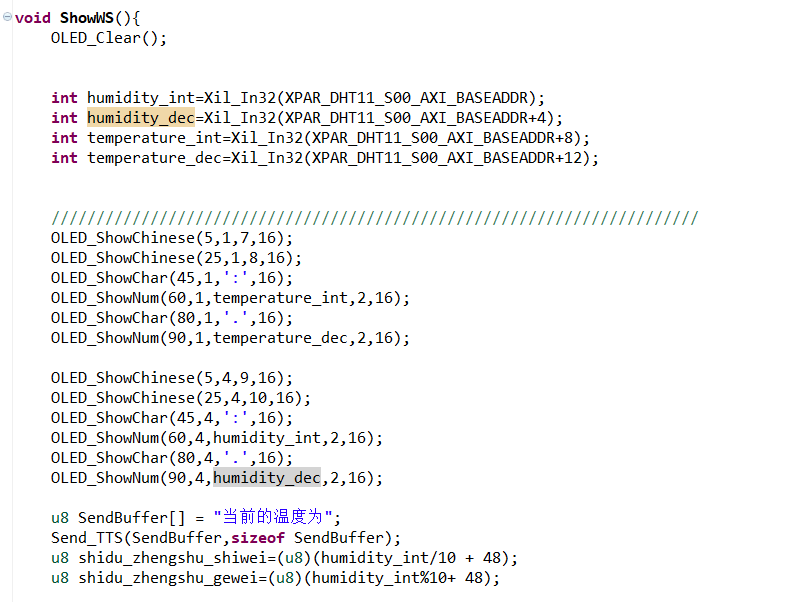 void ShowWS(){
OLED_Clear();
int humidity_int=Xil_In32(XPAR_DHT11_S00_AXI_BASEADDR);
int humidity_dec=Xil_In32(XPAR_DHT11_S00_AXI_BASEADDR+4);
int temperature_int=Xil_In32(XPAR_DHT11_S00_AXI_BASEADDR+8);
int temperature_dec=Xil_In32(XPAR_DHT11_S00_AXI_BASEADDR+12);
////////////////////////////////////////////////////////////////////////
OLED_ShowChinese(5,1,7,16);
OLED_ShowChinese(25,1,8,16);
OLED_ShowChar(45,1,':',16);
OLED_ShowNum(60,1,temperature_int,2,16);
OLED_ShowChar(80,1,'.',16);
OLED_ShowNum(90,1,temperature_dec,2,16);
OLED_ShowChinese(5,4,9,16);
OLED_ShowChinese(25,4,10,16);
OLED_ShowChar(45,4,':',16);
OLED_ShowNum(60,4,humidity_int,2,16);
OLED_ShowChar(80,4,'.',16);
OLED_ShowNum(90,4,humidity_dec,2,16);
u8 SendBuffer[] = "当前的温度为";
Send_TTS(SendBuffer,sizeof SendBuffer);
u8 shidu_zhengshu_shiwei=(u8)(humidity_int/10 + 48);
u8 shidu_zhengshu_gewei=(u8)(humidity_int%10+ 48);